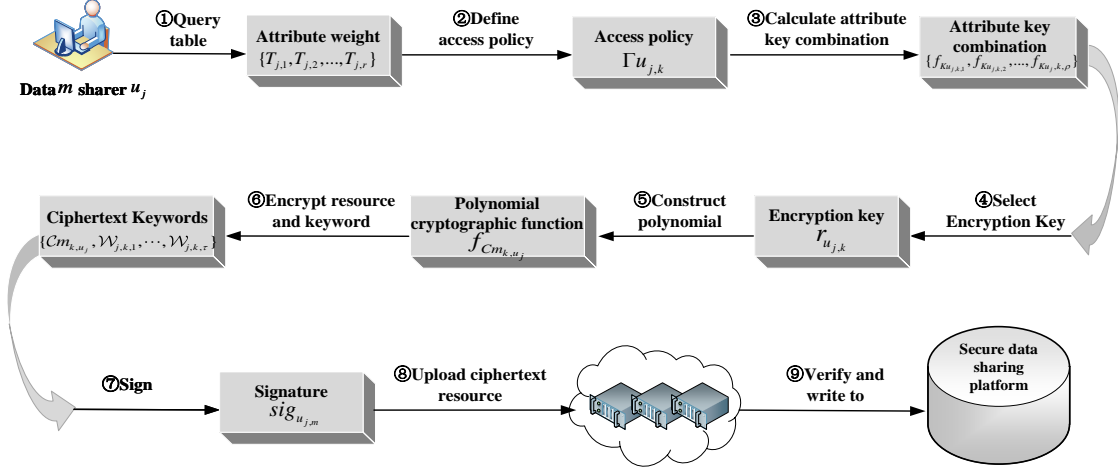 ①Query
table
②Define
access policy
③Calculate attribute
key combination
Attribute weight
{T_{j,1}, T_{j,2}, ..., T_{j,r}}
Access policy
Γu_{j,k}
Attribute key
combination
{f_{Ku_{j,k,1}}, f_{Ku_{j,k,2}}, ..., f_{Ku_{j,k,ρ}}}
Data m sharer u_j
Ciphertext Keywords
{Cm_{k,u_j}, W_{j,k,1}, ⋯, W_{j,k,τ}}
⑥Encrypt resource
and keyword
Polynomial
cryptographic function
f_{Cm_{k,u_j}}
⑤Construct
polynomial
Encryption key
r_{u_{j,k}}
④Select
Encryption Key
⑦Sign
Signature
sig_{u_{j,m}}
⑧Upload ciphertext
resource
⑨Verify and
write to
Secure data
sharing
platform